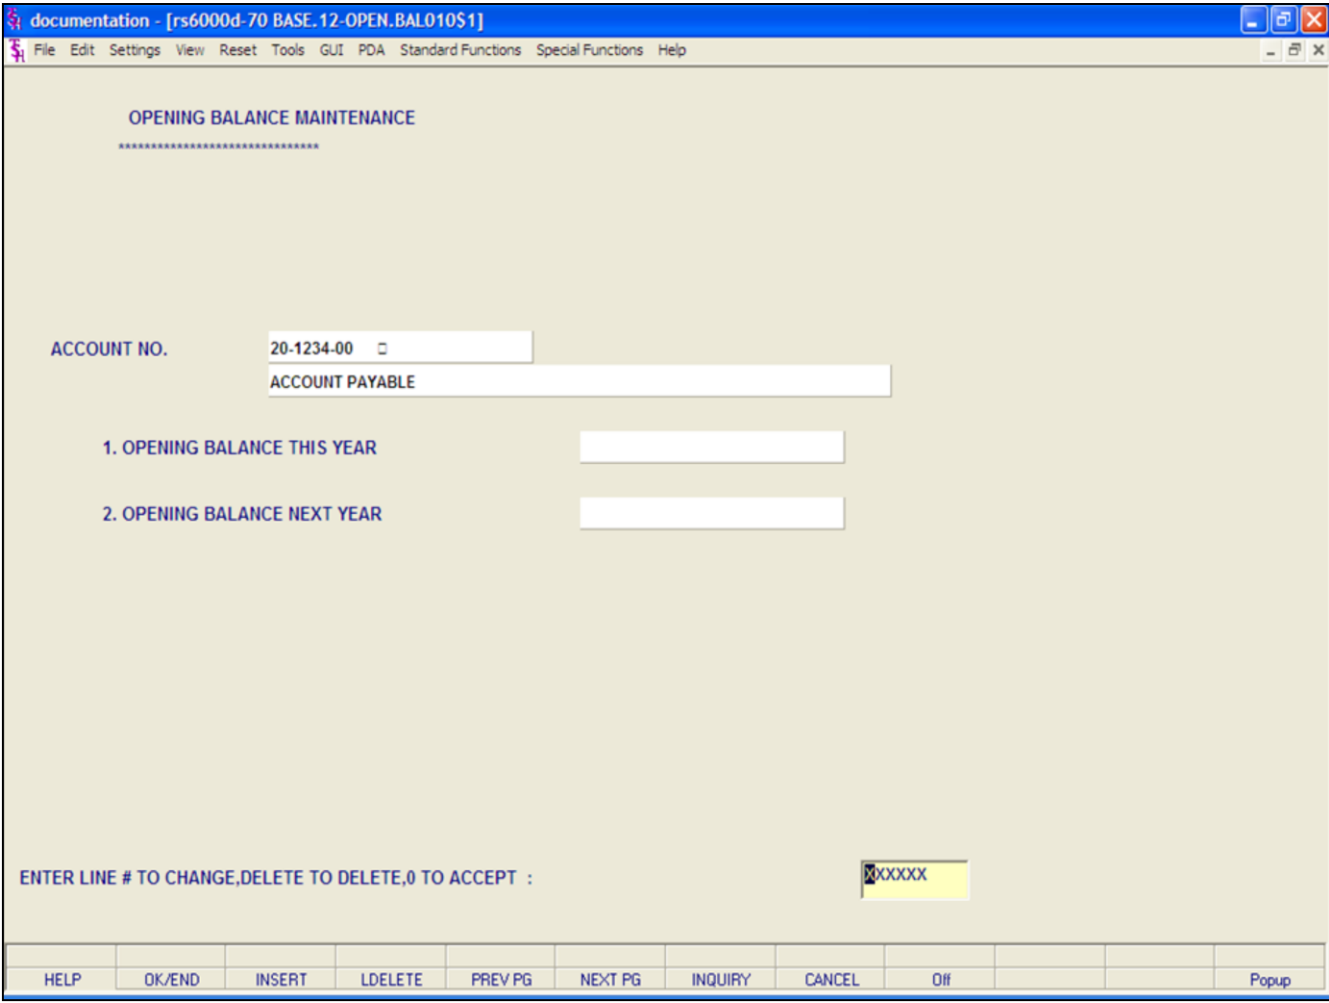 documentation - [rs6000d-70 BASE.12-OPEN.BAL010$1]
File Edit Settings View Reset Tools GUI PDA Standard Functions Special Functions Help
OPENING BALANCE MAINTENANCE
*******************************
ACCOUNT NO. 20-1234-00
ACCOUNT PAYABLE
1. OPENING BALANCE THIS YEAR
2. OPENING BALANCE NEXT YEAR
ENTER LINE # TO CHANGE,DELETE TO DELETE,0 TO ACCEPT : XXXXXX
HELP OK/END INSERT LDELETE PREV PG NEXT PG INQUIRY CANCEL Off Popup